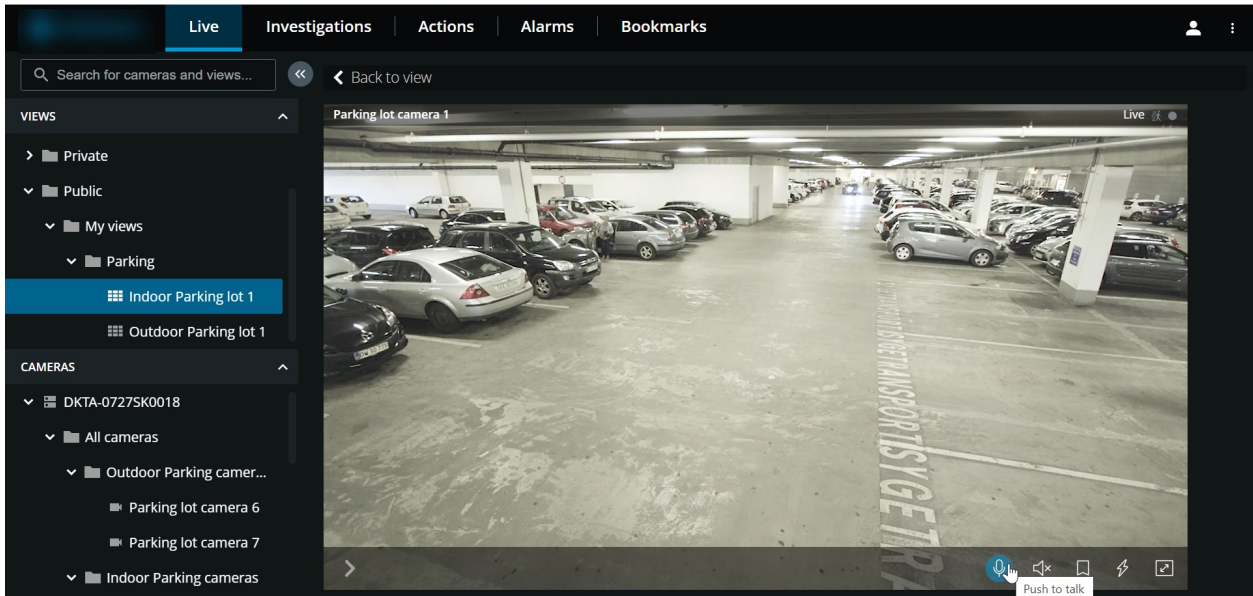 Live
Investigations
Actions
Alarms
Bookmarks
Search for cameras and views...
Back to view
VIEWS
Private
Public
My views
Parking
Indoor Parking lot 1
Outdoor Parking lot 1
CAMERAS
DKTA-0727SK0018
All cameras
Outdoor Parking camer...
Parking lot camera 6
Parking lot camera 7
Indoor Parking cameras
Parking lot camera 1
Live
Push to talk